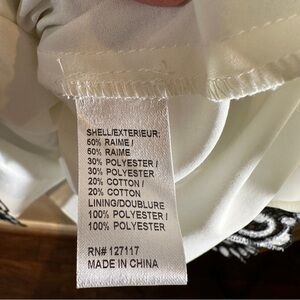 SHELL/EXTERIEUR:
50% RAIME /
50% RAIME
30% POLYESTER /
30% POLYESTER
20% COTTON /
20% COTTON
LINING/DOUBLURE
100% POLYESTER /
100% POLYESTER
RN# 127117
MADE IN CHINA